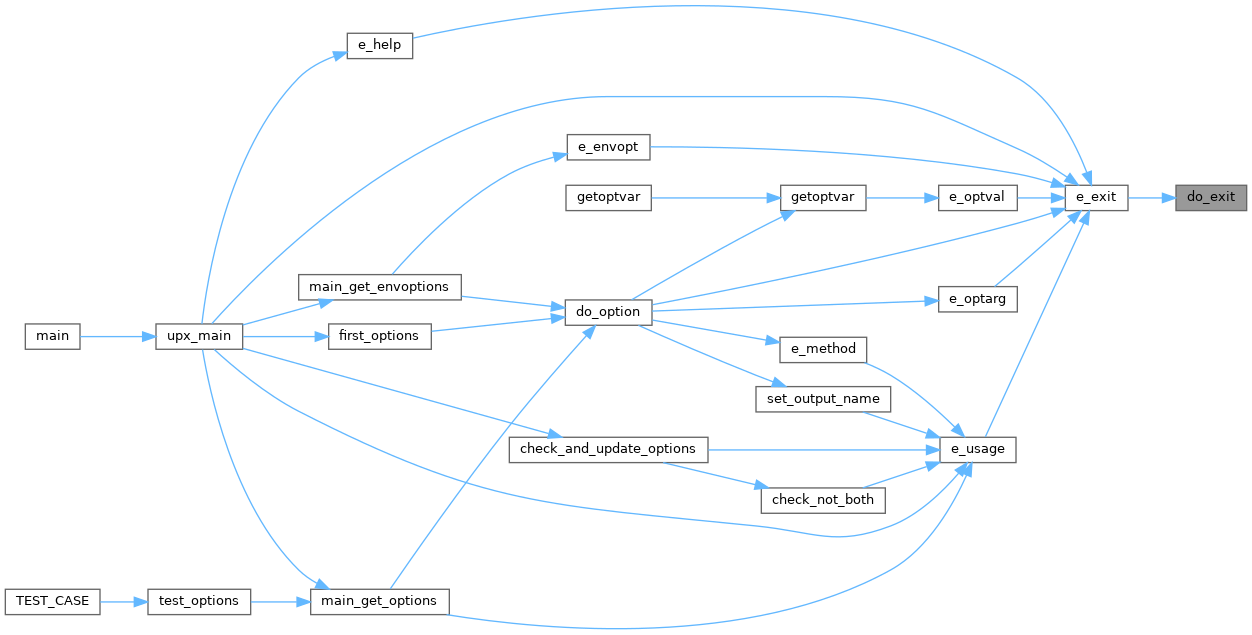 e_help
e_envopt
getoptvar
getoptvar
e_optval
e_exit
do_exit
main_get_envoptions
e_optarg
do_option
main
upx_main
first_options
e_method
set_output_name
check_and_update_options
e_usage
check_not_both
TEST_CASE
test_options
main_get_options